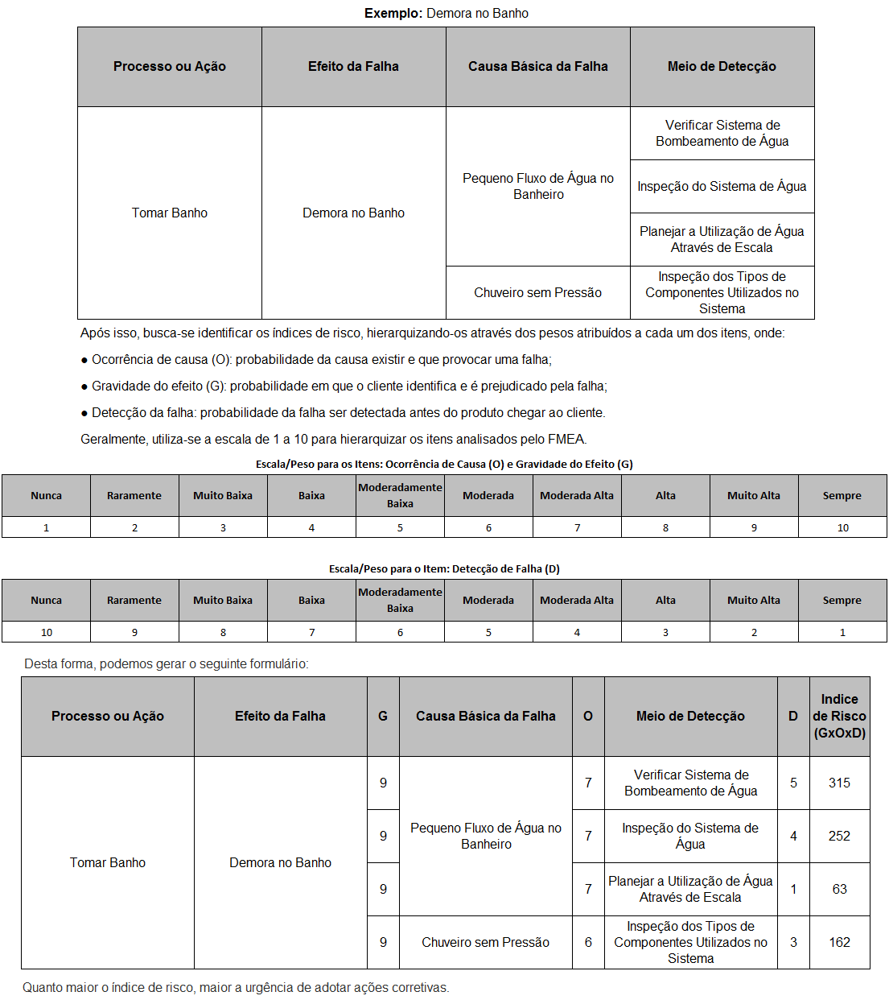 Exemplo: Demora no Banho
Processo ou Ação
Efeito da Falha
Causa Básica da Falha
Meio de Detecção
Tomar Banho
Demora no Banho
Pequeno Fluxo de Água no
Banheiro
Verificar Sistema de
Bombeamento de Água
Inspeção do Sistema de Água
Planejar a Utilização de Água
Através de Escala
Chuveiro sem Pressão
Inspeção dos Tipos de
Componentes Utilizados no
Sistema
Após isso, busca-se identificar os índices de risco, hierarquizando-os através dos pesos atribuídos a cada um dos itens, onde:
● Ocorrência de causa (O): probabilidade da causa existir e que provocar uma falha;
● Gravidade do efeito (G): probabilidade em que o cliente identifica e é prejudicado pela falha;
● Detecção da falha: probabilidade da falha ser detectada antes do produto chegar ao cliente.
Geralmente, utiliza-se a escala de 1 a 10 para hierarquizar os itens analisados pelo FMEA.
Escala/Peso para os Itens: Ocorrência de Causa (O) e Gravidade do Efeito (G)
Nunca
Raramente
Muito Baixa
Baixa
Moderadamente
Baixa
Moderada
Moderada Alta
Alta
Muito Alta
Sempre
1
2
3
4
5
6
7
8
9
10
Escala/Peso para o Item: Detecção de Falha (D)
Nunca
Raramente
Muito Baixa
Baixa
Moderadamente
Baixa
Moderada
Moderada Alta
Alta
Muito Alta
Sempre
10
9
8
7
6
5
4
3
2
1
Desta forma, podemos gerar o seguinte formulário:
Processo ou Ação
Efeito da Falha
G
Causa Básica da Falha
O
Meio de Detecção
D
Indice
de Risco
(GxOxD)
Tomar Banho
Demora no Banho
9
Pequeno Fluxo de Água no
Banheiro
7
Verificar Sistema de
Bombeamento de Água
5
315
9
7
Inspeção do Sistema de
Água
4
252
9
7
Planejar a Utilização de Água
Através de Escala
1
63
9
Chuveiro sem Pressão
6
Inspeção dos Tipos de
Componentes Utilizados no
Sistema
3
162
Quanto maior o índice de risco, maior a urgência de adotar ações corretivas.